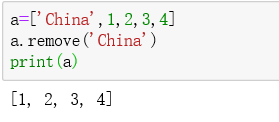 a=['China',1,2,3,4]
a.remove('China')
print(a)
[1, 2, 3, 4]